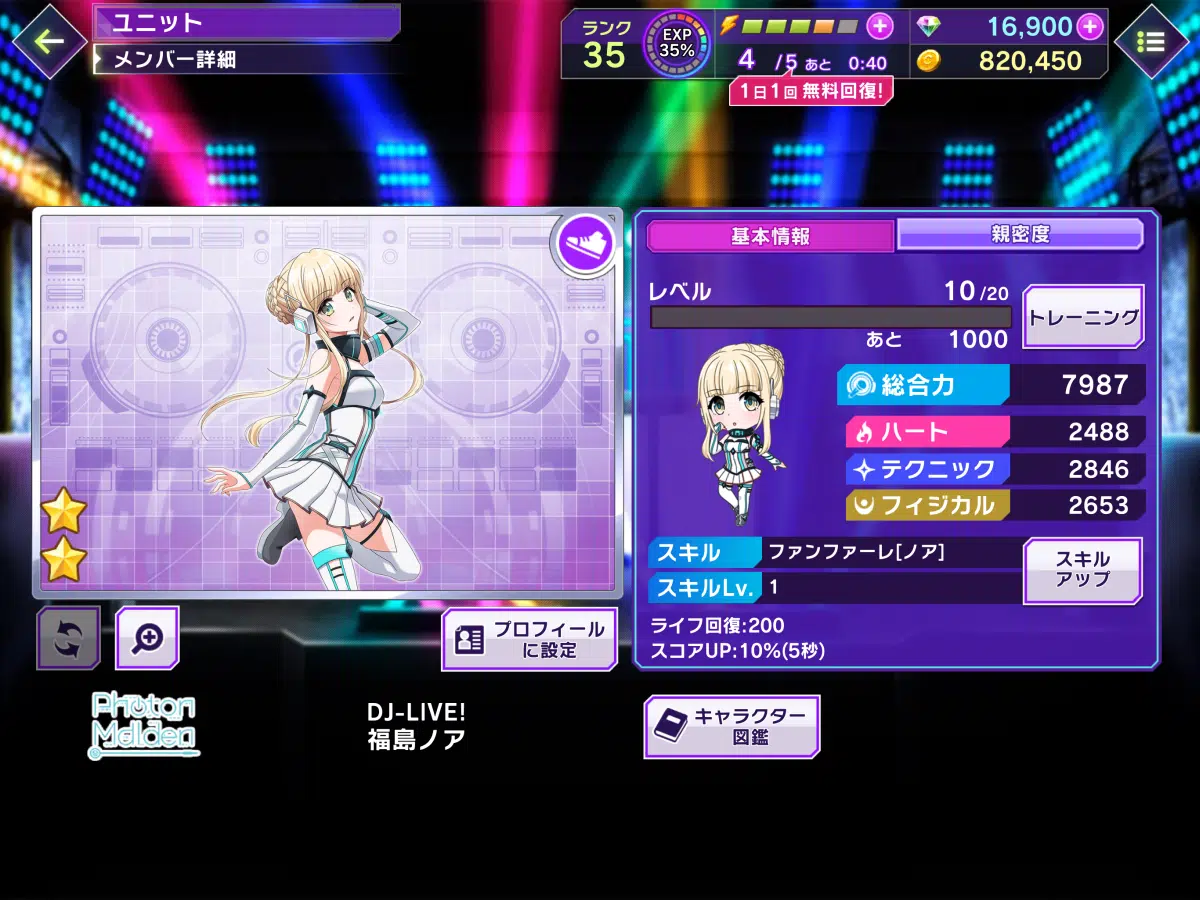 ユニット
メンバー詳細
ランク
35
EXP
35%
4 /5 あと 0:40
1日1回 無料回復!
16,900
820,450
基本情報
親密度
レベル 10/20
あと 1000
トレーニング
総合力 7987
ハート 2488
テクニック 2846
フィジカル 2653
スキル ファンファーレ[ノア]
スキルLv. 1
スキル
アップ
ライフ回復:200
スコアUP:10%(5秒)
プロフィール
に設定
Photon
Maiden
DJ-LIVE!
福島ノア
キャラクター
図鑑